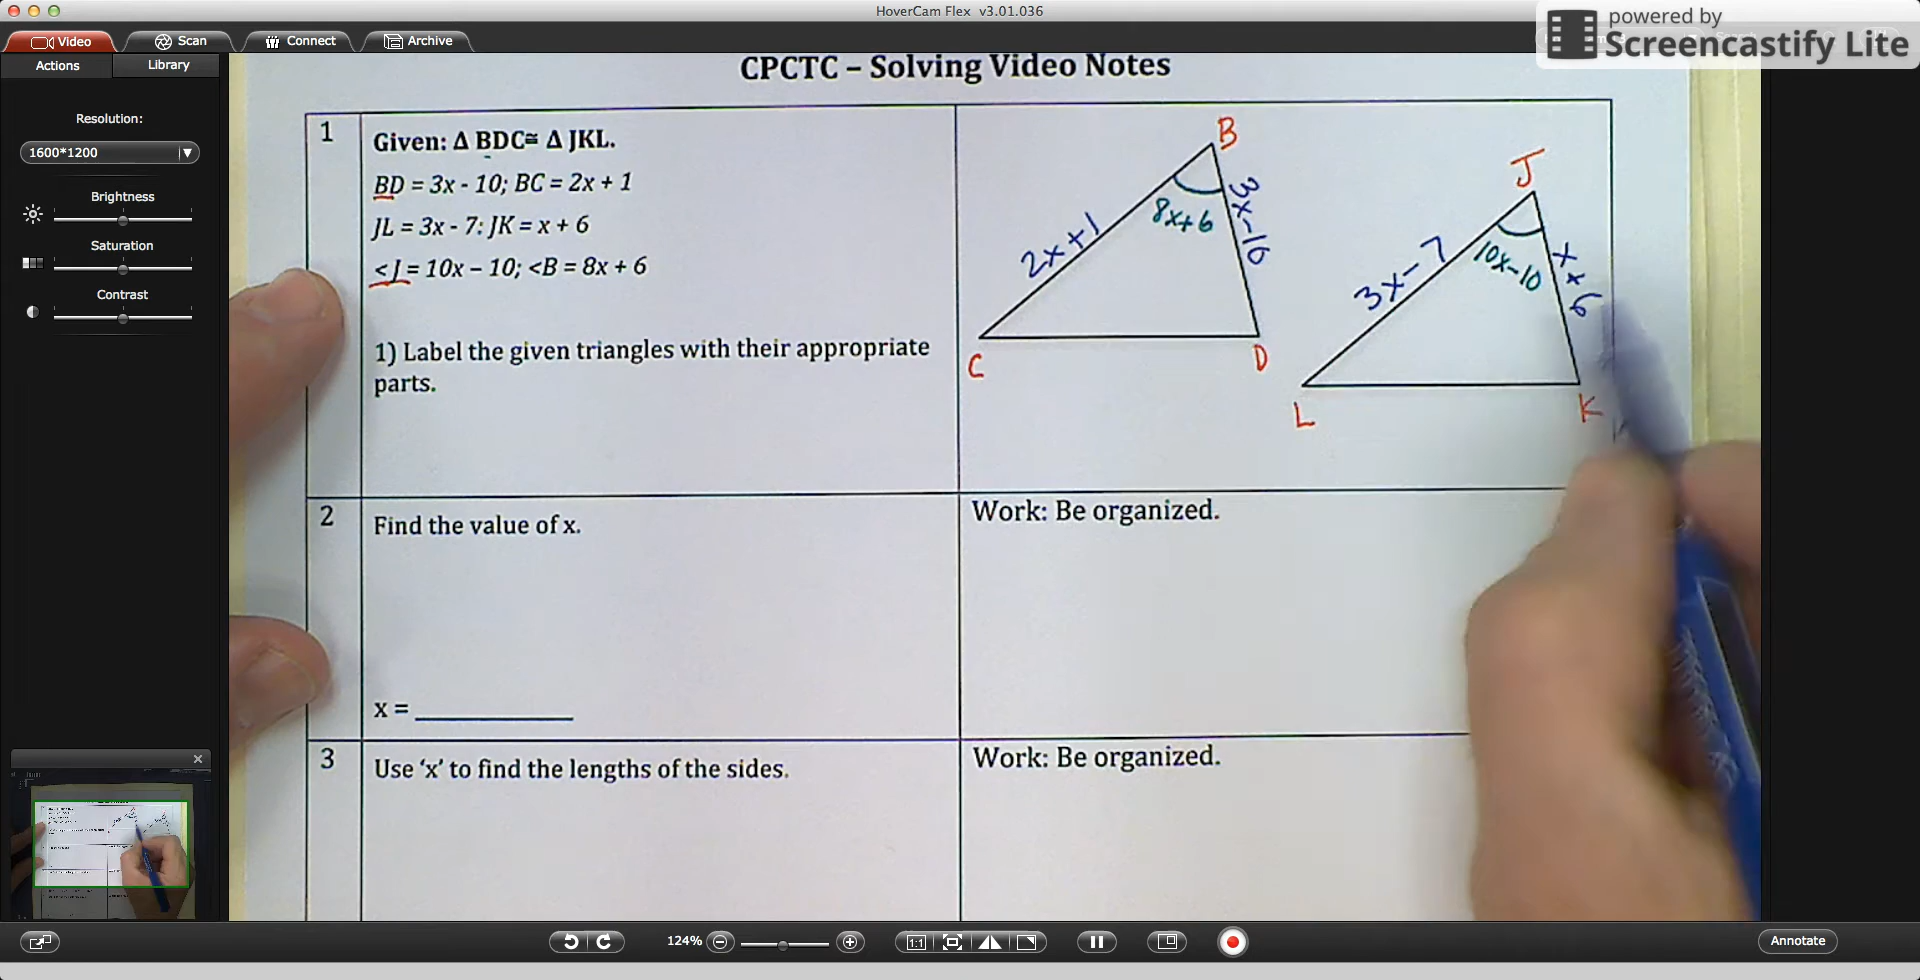 HoverCam Flex v3.01.036
powered by
Screencastify Lite
Video
Scan
Connect
Archive
Actions
Library
Resolution:
1600*1200
Brightness
Saturation
Contrast
CPCTC – Solving Video Notes
1
Given: Δ BDC≅ Δ JKL.
BD = 3x - 10; BC = 2x + 1
JL = 3x - 7: JK = x + 6
<J = 10x – 10; <B = 8x + 6
1) Label the given triangles with their appropriate
parts.
B
2x+1
8x+6
3x-10
C
D
J
3x-7
10x-10
x+6
L
K
2
Find the value of x.
x = ____________
Work: Be organized.
3
Use ‘x’ to find the lengths of the sides.
Work: Be organized.
124%
1:1
Annotate